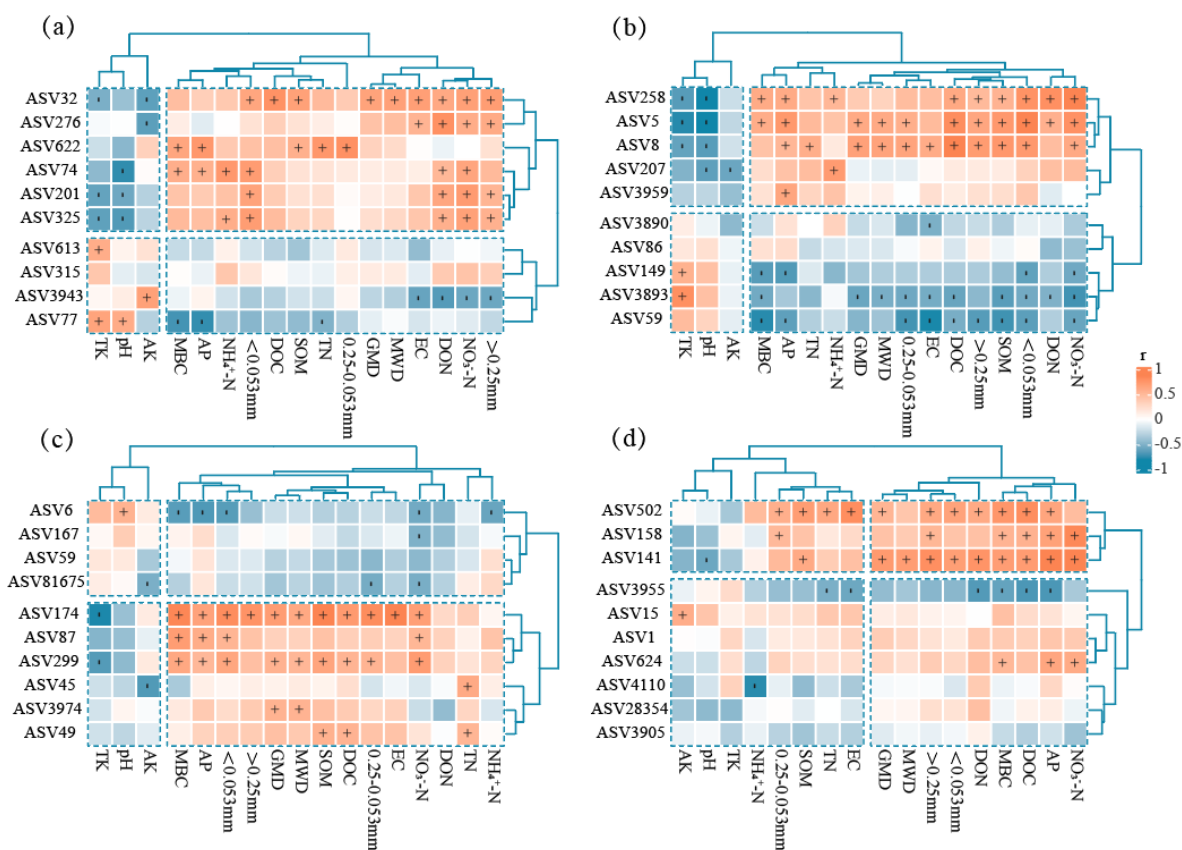 (a)
ASV32
ASV276
ASV622
ASV74
ASV201
ASV325
ASV613
ASV315
ASV3943
ASV77
TK
pH
AK
MBC
AP
NH₄⁺-N
<0.053mm
DOC
SOM
TN
0.25-0.053mm
GMD
MWD
EC
DON
NO₃⁻-N
>0.25mm
(b)
ASV258
ASV5
ASV8
ASV207
ASV3959
ASV3890
ASV86
ASV149
ASV3893
ASV59
TK
pH
AK
MBC
AP
TN
NH₄⁺-N
GMD
MWD
0.25-0.053mm
EC
DOC
>0.25mm
SOM
<0.053mm
DON
NO₃⁻-N
r
1
0.5
0
-0.5
-1
(c)
ASV6
ASV167
ASV59
ASV81675
ASV174
ASV87
ASV299
ASV45
ASV3974
ASV49
TK
pH
AK
MBC
AP
<0.053mm
>0.25mm
GMD
MWD
SOM
DOC
0.25-0.053mm
EC
NO₃⁻-N
DON
TN
NH₄⁺-N
(d)
ASV502
ASV158
ASV141
ASV3955
ASV15
ASV1
ASV624
ASV4110
ASV28354
ASV3905
AK
pH
TK
NH₄⁺-N
0.25-0.053mm
SOM
TN
EC
GMD
MWD
>0.25mm
<0.053mm
DON
MBC
DOC
AP
NO₃⁻-N